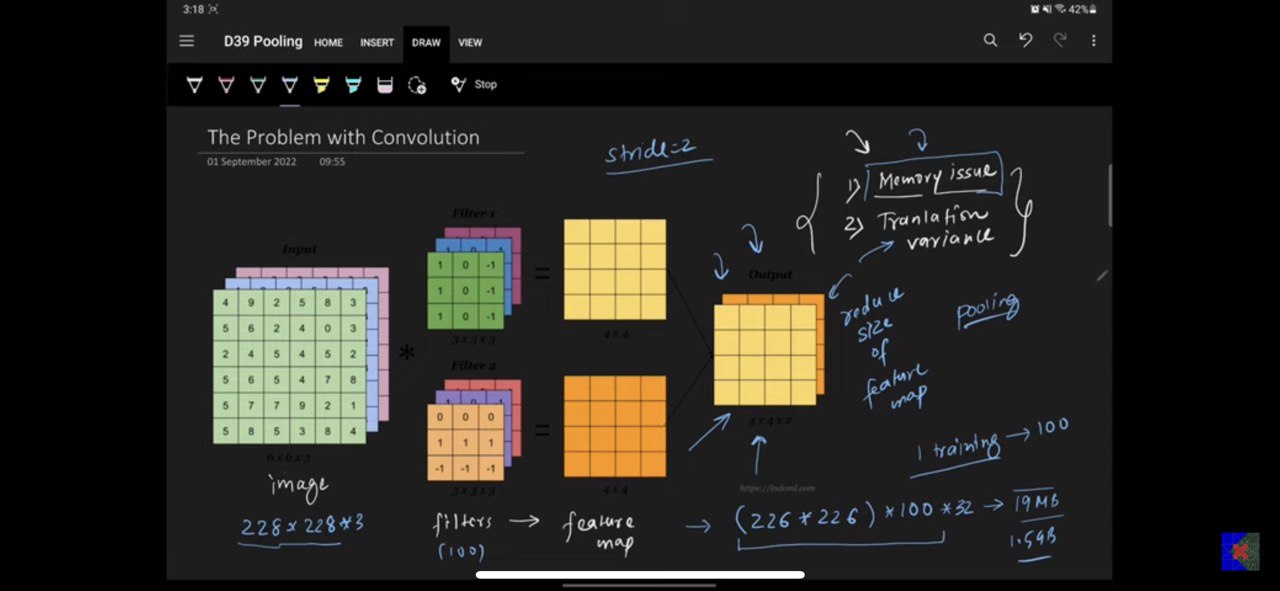 3:18
42%
D39 Pooling HOME INSERT DRAW VIEW
Stop
The Problem with Convolution
01 September 2022 09:55
stride=2
1) Memory issue
2) Tranlation
variance
Filter 1
Input
Output
1 0 -1
1 0 -1
1 0 -1
=
3 x 3 x 3
4 x 4
4 9 2 5 8 3
5 6 2 4 0 3
2 4 5 4 5 2
5 6 5 4 7 8
5 7 7 9 2 1
5 8 5 3 8 4
6 x 6 x 3
*
Filter 2
0 0 0
1 1 1
-1 -1 -1
=
3 x 3 x 3
4 x 4
4 x 4 x 2
reduce
size
of
feature
map
pooling
1 training → 100
https://indoml.com
image
228 * 228 * 3
filters → feature
map
(100)
→ (226 * 226) * 100 * 32 → 19MB
1.5GB